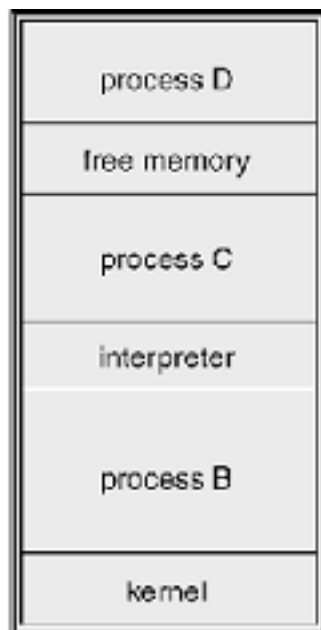 process D
free memory
process C
interpreter
process B
kernel